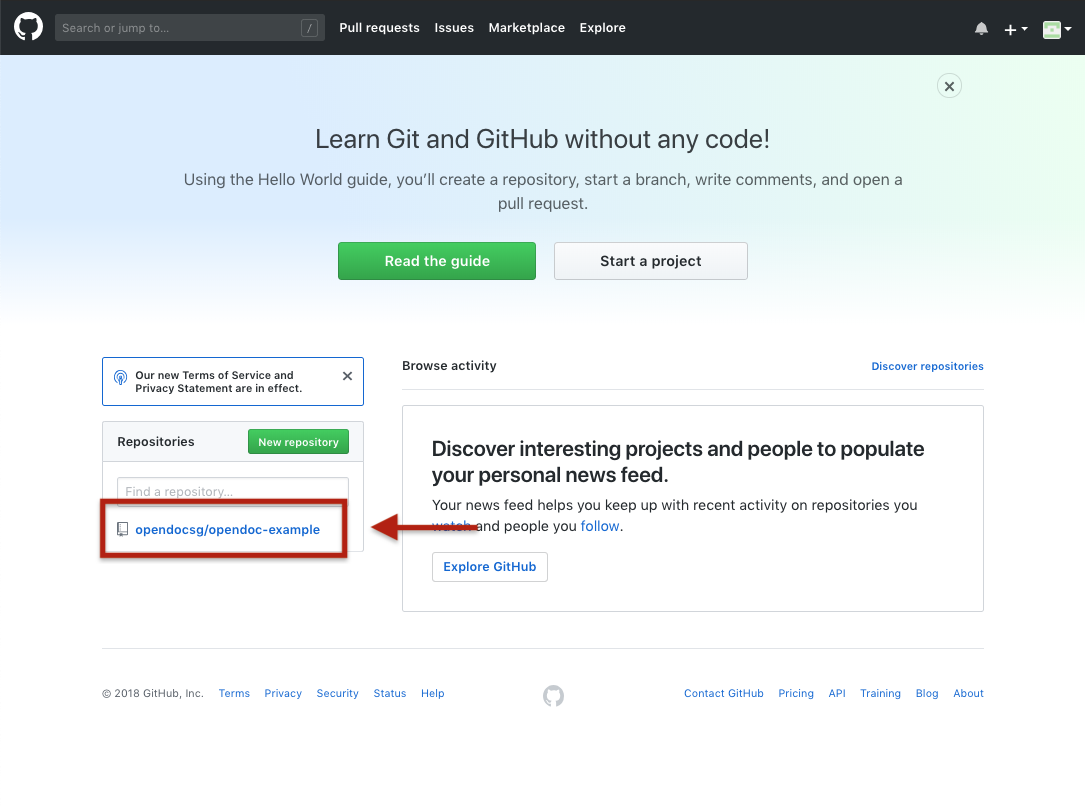 Search or jump to...
/
Pull requests
Issues
Marketplace
Explore
Learn Git and GitHub without any code!
Using the Hello World guide, you’ll create a repository, start a branch, write comments, and open a
pull request.
Read the guide
Start a project
Our new Terms of Service and
Privacy Statement are in effect.
Repositories
New repository
Find a repository...
opendocsg/opendoc-example
Browse activity
Discover repositories
Discover interesting projects and people to populate
your personal news feed.
Your news feed helps you keep up with recent activity on repositories you
watch and people you follow.
Explore GitHub
© 2018 GitHub, Inc.
Terms
Privacy
Security
Status
Help
Contact GitHub
Pricing
API
Training
Blog
About